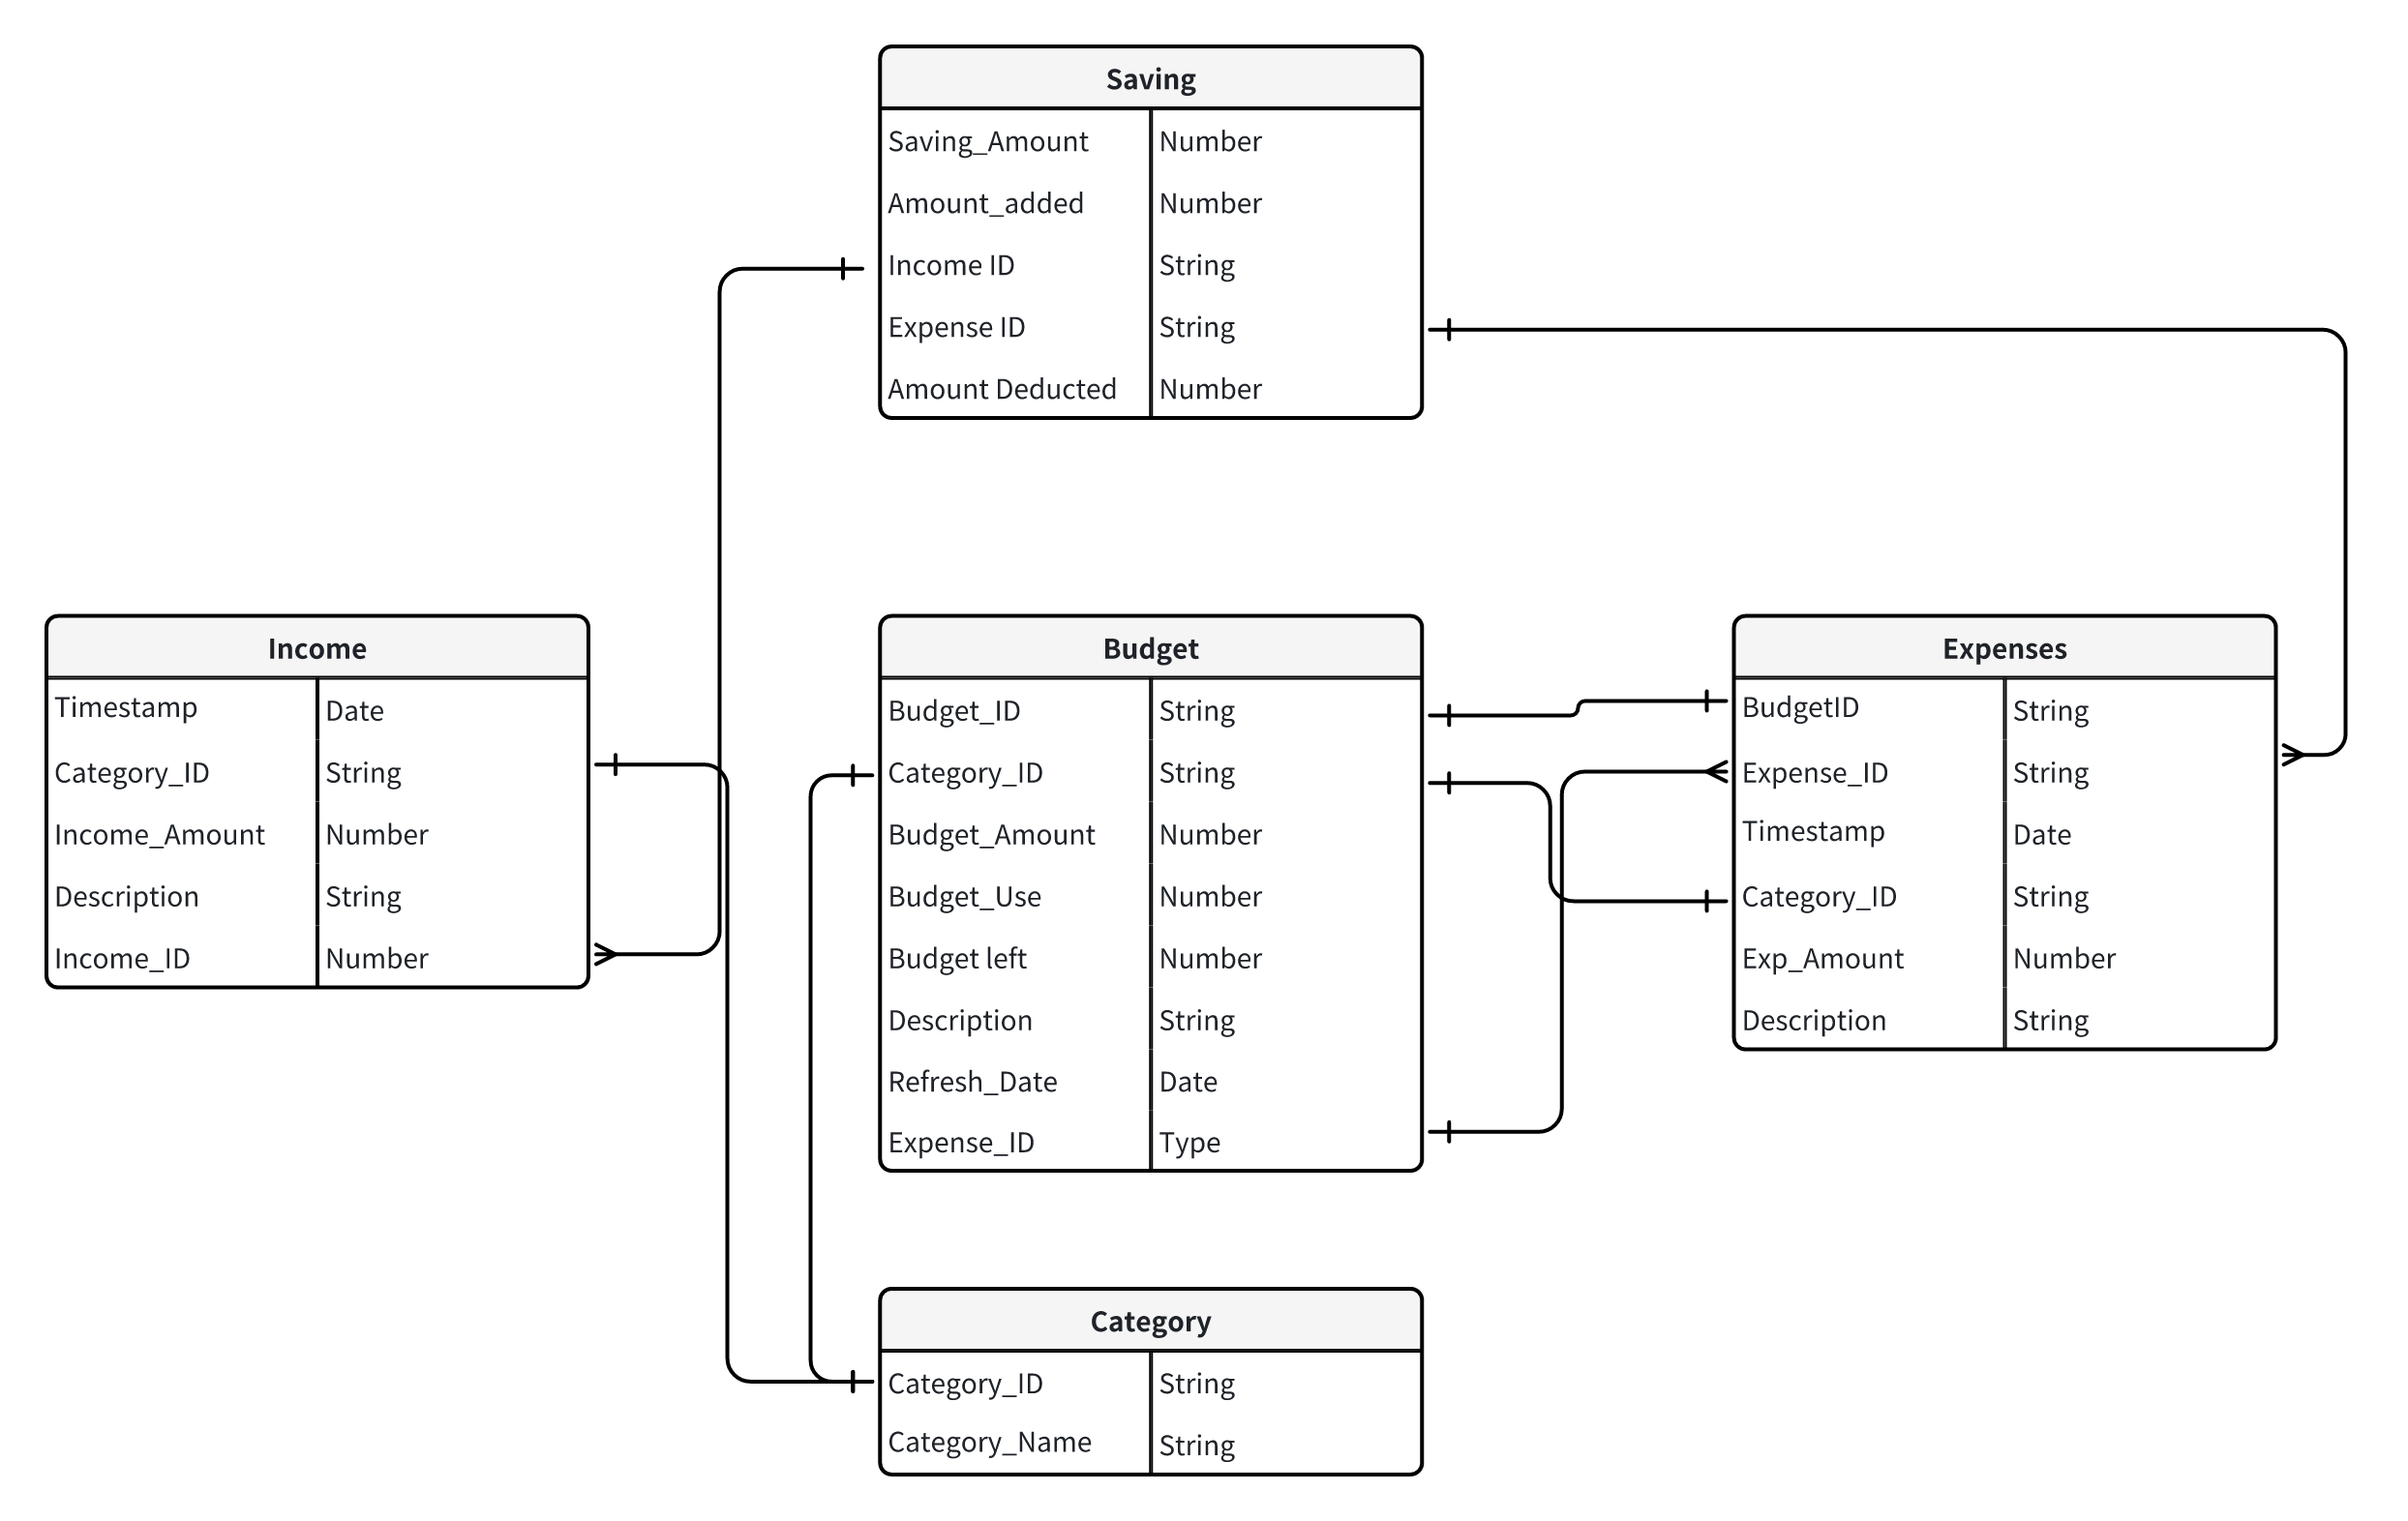 Saving
Saving_Amount Number
Amount_added Number
Income ID String
Expense ID String
Amount Deducted Number
Income
Timestamp Date
Category_ID String
Income_Amount Number
Description String
Income_ID Number
Budget
Budget_ID String
Category_ID String
Budget_Amount Number
Budget_Use Number
Budget left Number
Description String
Refresh_Date Date
Expense_ID Type
Expenses
BudgetID String
Expense_ID String
Timestamp Date
Category_ID String
Exp_Amount Number
Description String
Category
Category_ID String
Category_Name String